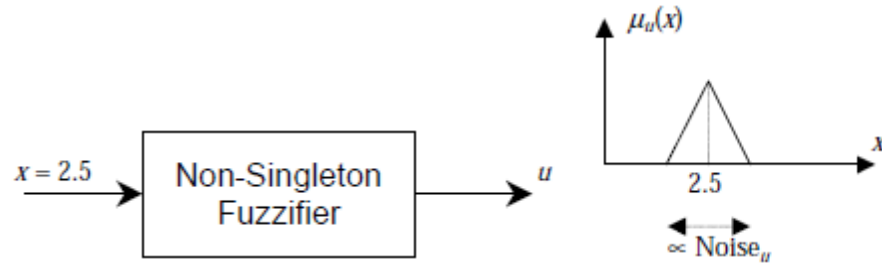 x = 2.5
Non-Singleton
Fuzzifier
u
μu(x)
x
2.5
∝ Noiseu